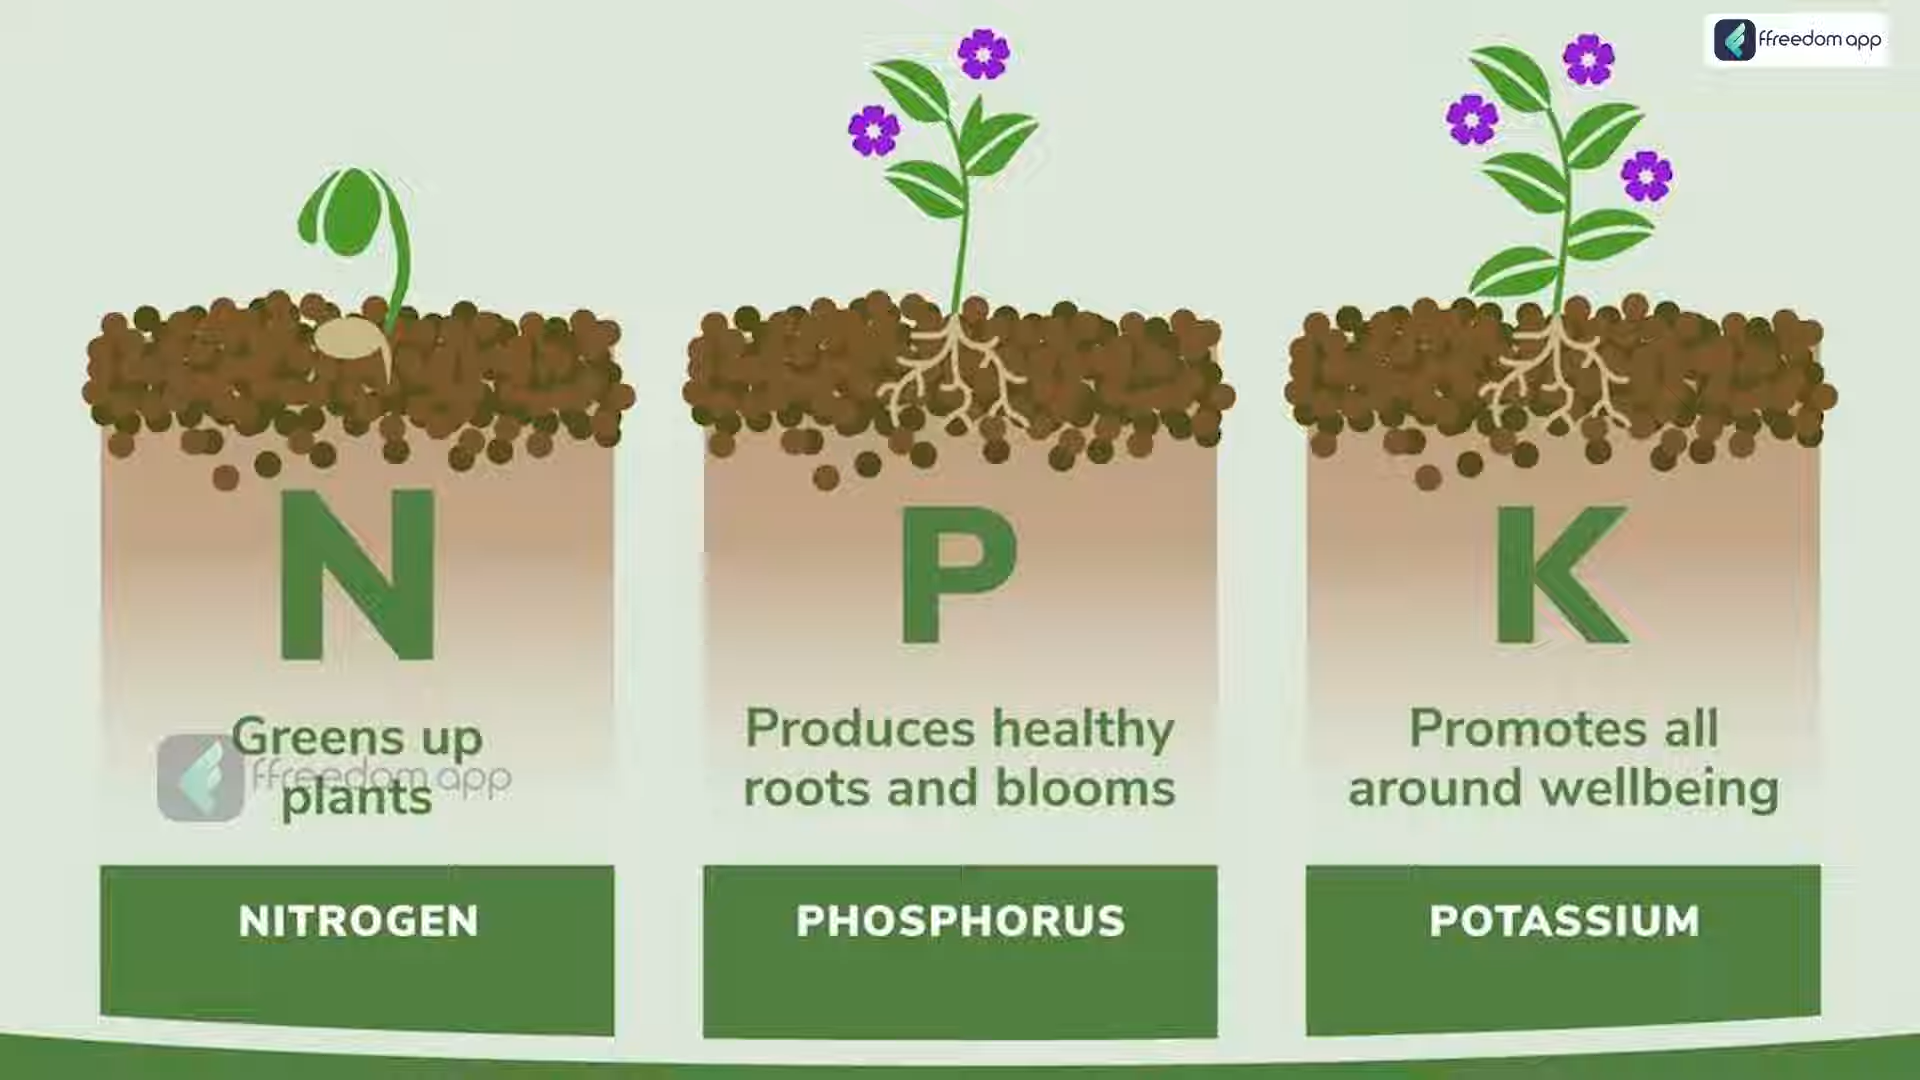 ffreedom app
N
Greens up
plants
ffreedom app
NITROGEN
P
Produces healthy
roots and blooms
PHOSPHORUS
K
Promotes all
around wellbeing
POTASSIUM